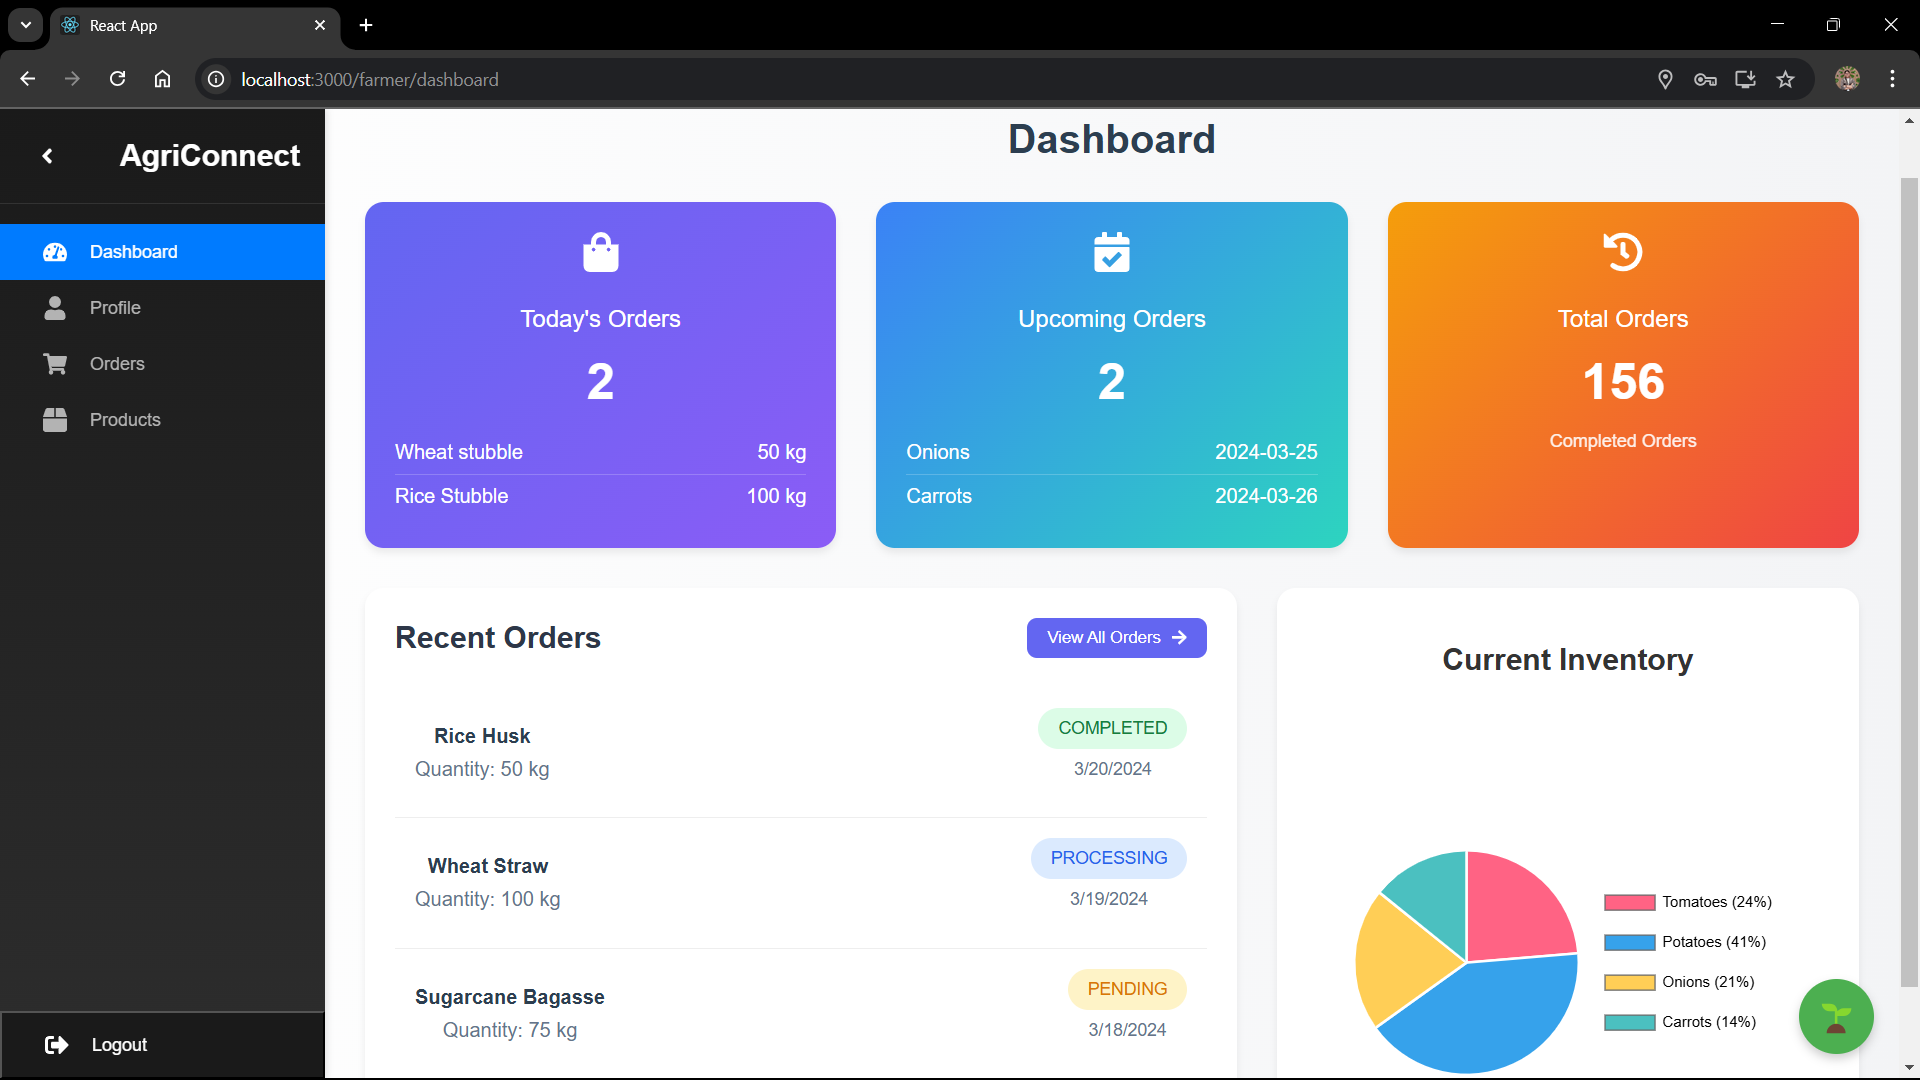 React App
localhost:3000/farmer/dashboard
AgriConnect
Dashboard
Profile
Orders
Products
Logout
Dashboard
Today's Orders
2
Wheat stubble 50 kg
Rice Stubble 100 kg
Upcoming Orders
2
Onions 2024-03-25
Carrots 2024-03-26
Total Orders
156
Completed Orders
Recent Orders
View All Orders
Rice Husk
COMPLETED
Quantity: 50 kg
3/20/2024
Wheat Straw
PROCESSING
Quantity: 100 kg
3/19/2024
Sugarcane Bagasse
PENDING
Quantity: 75 kg
3/18/2024
Current Inventory
Tomatoes (24%)
Potatoes (41%)
Onions (21%)
Carrots (14%)